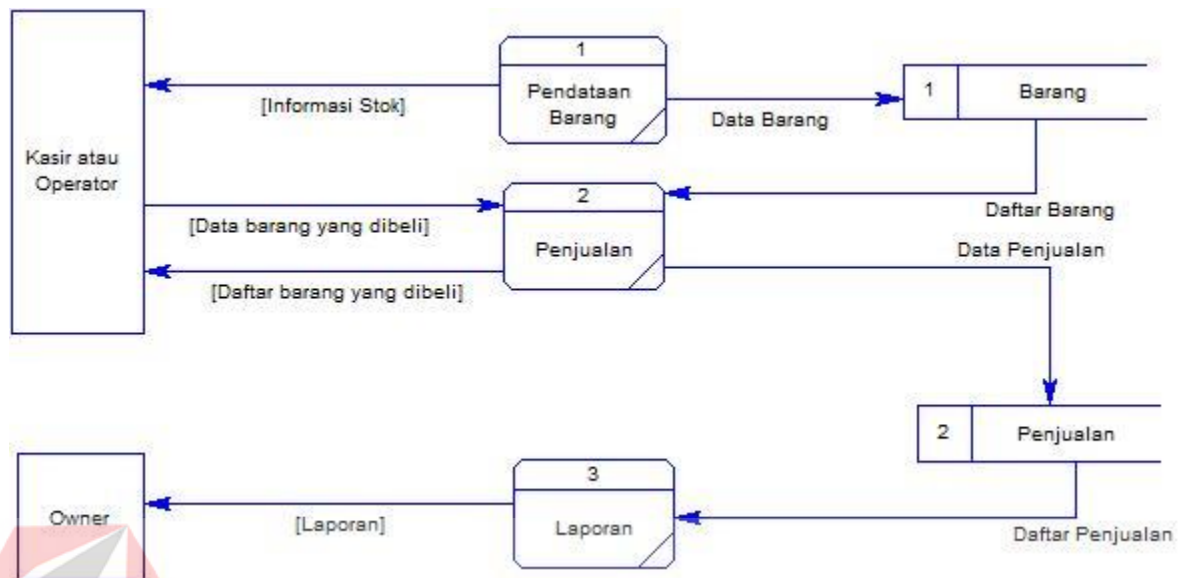 1
Pendataan
Barang
[Informasi Stok]
Data Barang
1
Barang
Kasir atau
Operator
2
Penjualan
[Data barang yang dibeli]
Daftar Barang
[Daftar barang yang dibeli]
Data Penjualan
2
Penjualan
Owner
3
Laporan
[Laporan]
Daftar Penjualan